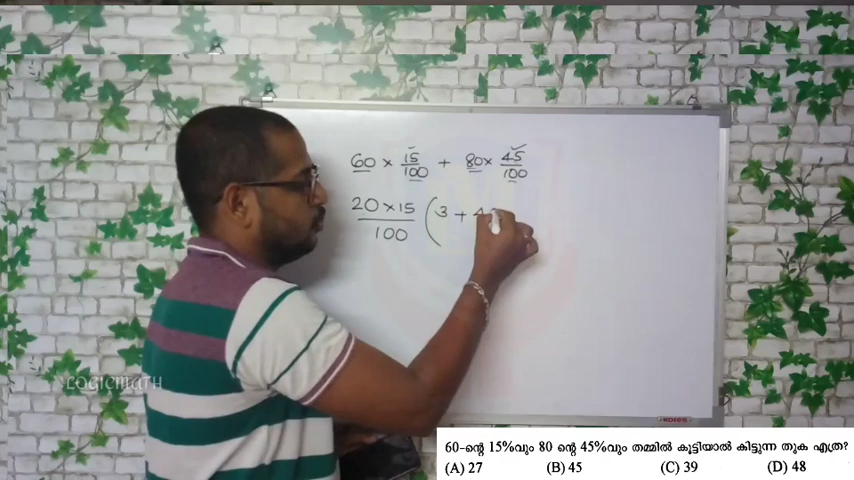 60 × 15/100 + 80 × 45/100
20 × 15/100 ( 3 + 4
LOGICMATH
KORES
60-ന്റെ 15%വും 80 ന്റെ 45%വും തമ്മിൽ കൂട്ടിയാൽ കിട്ടുന്ന തുക എത്ര?
(A) 27 (B) 45 (C) 39 (D) 48